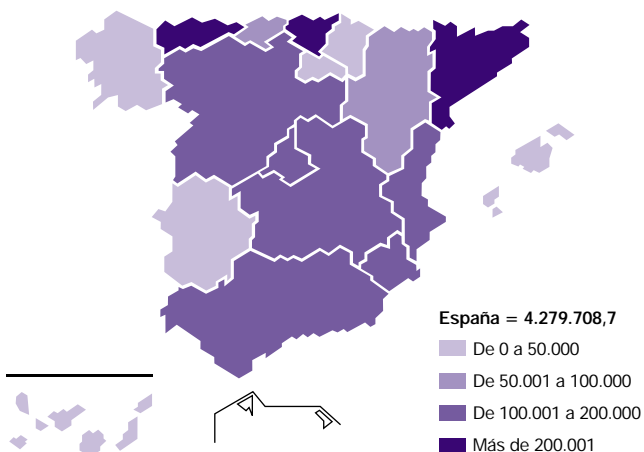 España = 4.279.708,7
De 0 a 50.000
De 50.001 a 100.000
De 100.001 a 200.000
Más de 200.001